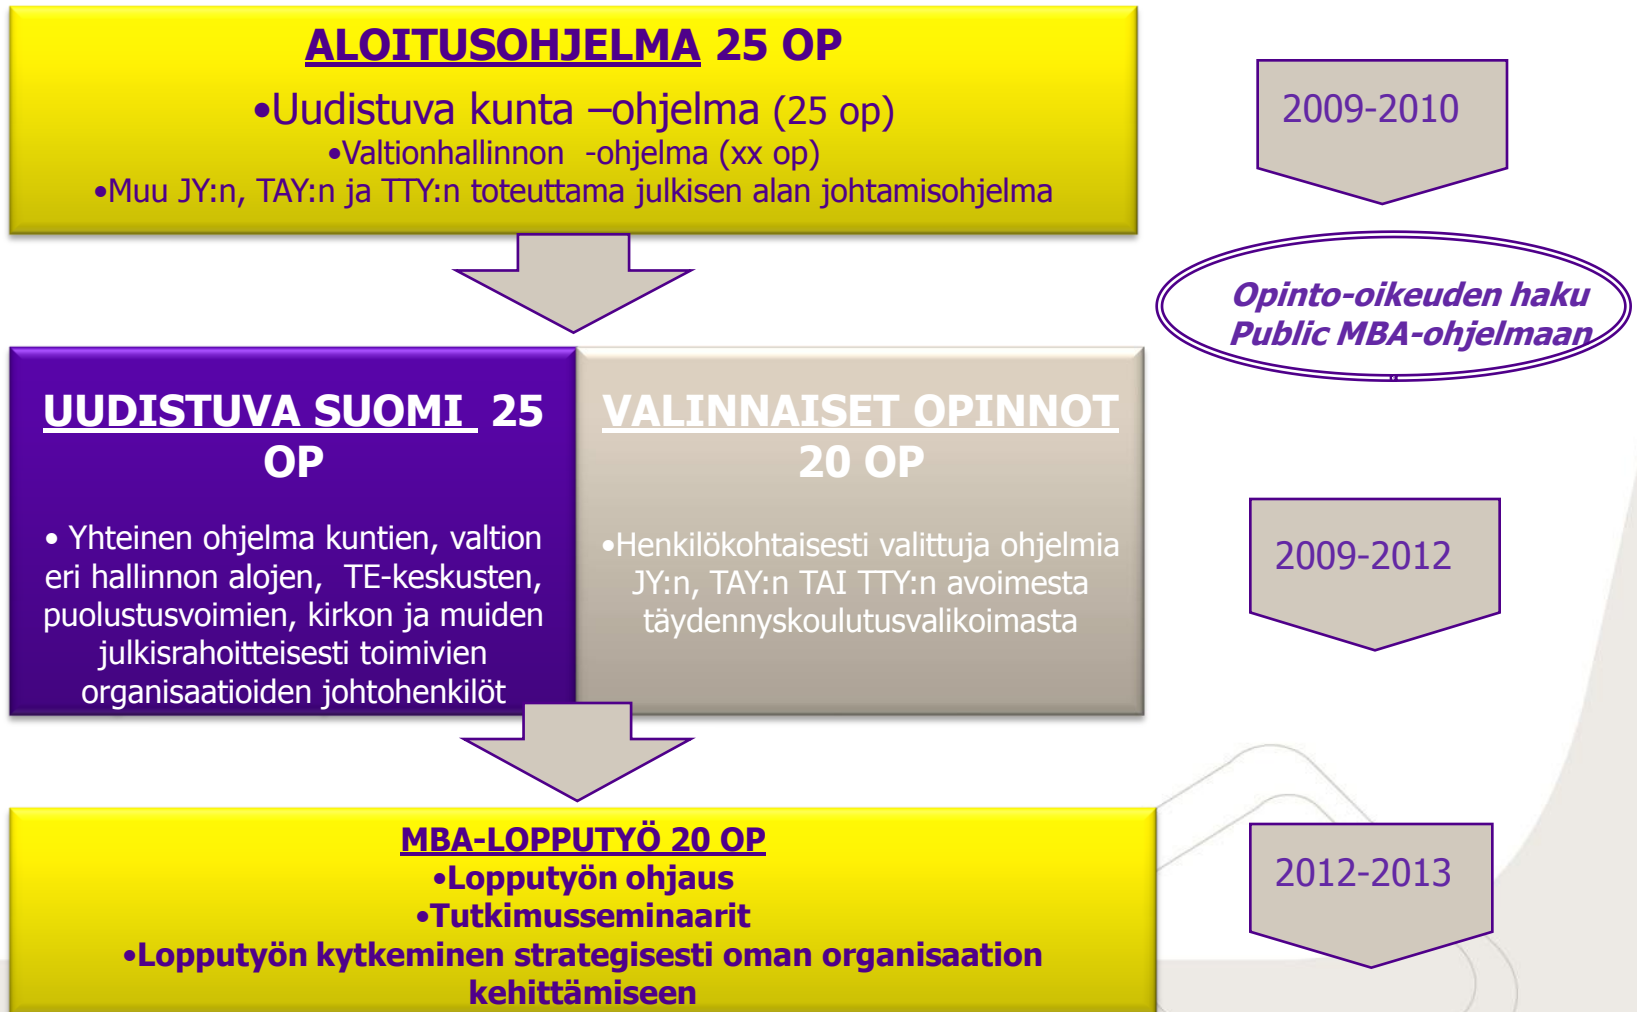 ALOITUSOHJELMA 25 OP
•Uudistuva kunta –ohjelma (25 op)
•Valtionhallinnon -ohjelma (xx op)
•Muu JY:n, TAY:n ja TTY:n toteuttama julkisen alan johtamisohjelma
2009-2010
Opinto-oikeuden haku
Public MBA-ohjelmaan
UUDISTUVA SUOMI 25
OP
• Yhteinen ohjelma kuntien, valtion
eri hallinnon alojen, TE-keskusten,
puolustusvoimien, kirkon ja muiden
julkisrahoitteisesti toimivien
organisaatioiden johtohenkilöt
VALINNAISET OPINNOT
20 OP
•Henkilökohtaisesti valittuja ohjelmia
JY:n, TAY:n TAI TTY:n avoimesta
täydennyskoulutusvalikoimasta
2009-2012
MBA-LOPPUTYÖ 20 OP
•Lopputyön ohjaus
•Tutkimusseminaarit
•Lopputyön kytkeminen strategisesti oman organisaation
kehittämiseen
2012-2013